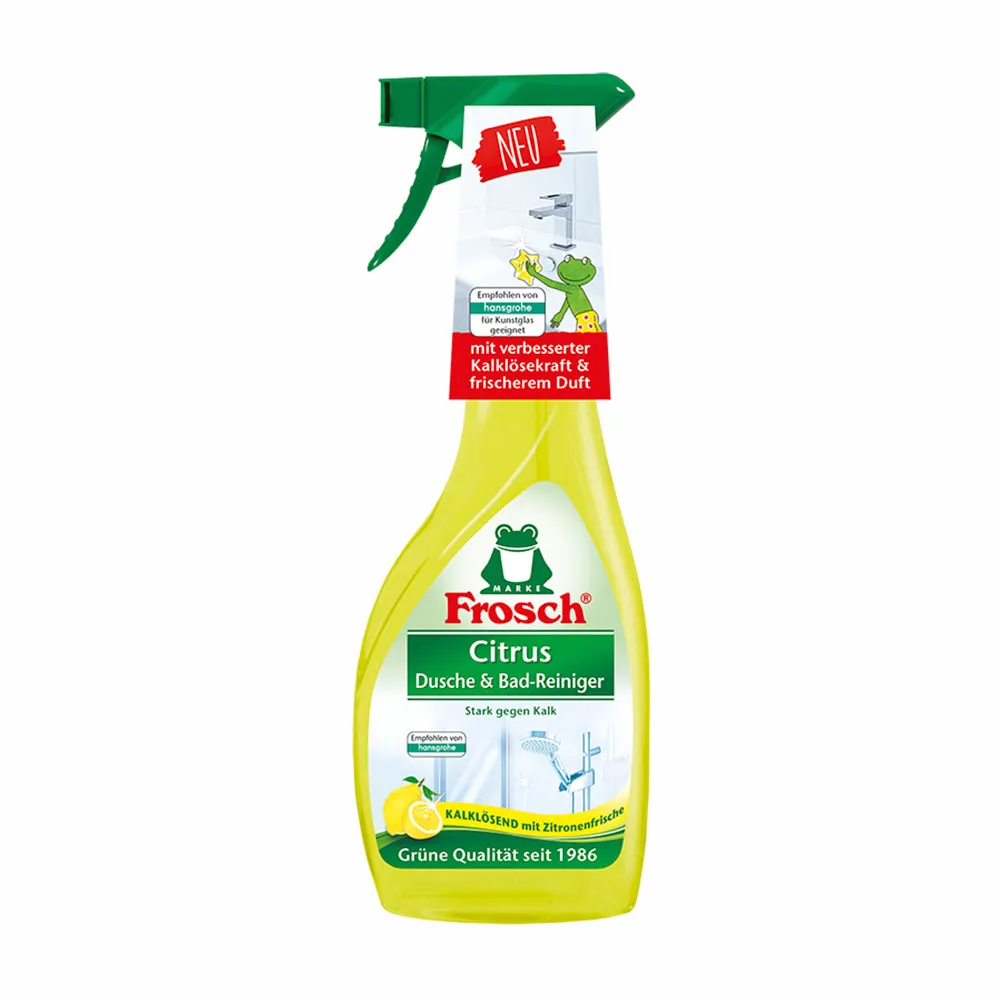 NEU
Empfohlen von
hansgrohe
für Kunstglas
geeignet
mit verbesserter
Kalklösekraft &
frischerem Duft
MARKE
Frosch®
Citrus
Dusche & Bad-Reiniger
Stark gegen Kalk
Empfohlen von
hansgrohe
KALKLÖSEND mit Zitronenfrische
Grüne Qualität seit 1986